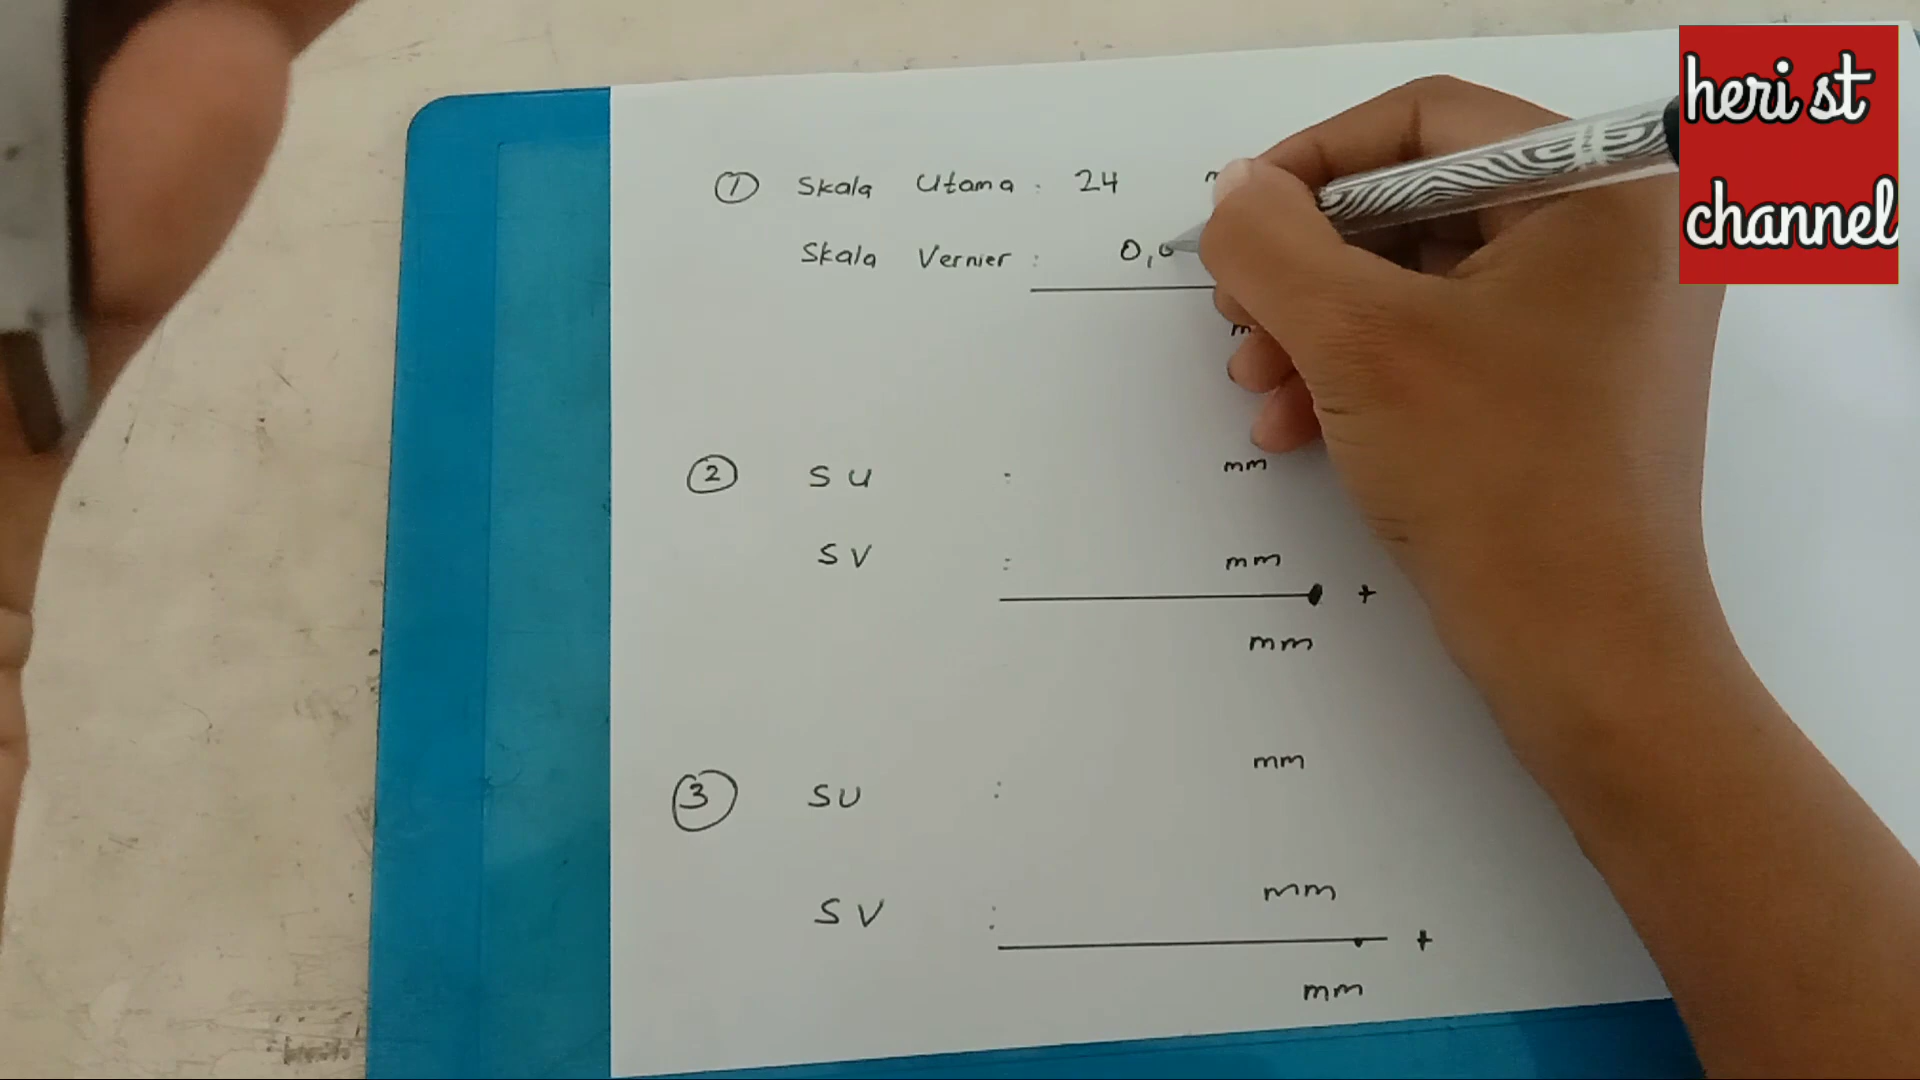 ① Skala Utama : 24
Skala Vernier : 0,0
m
② SU : mm
SV : mm
+
mm
③ SU : mm
SV : mm
+
mm
heri st
channel